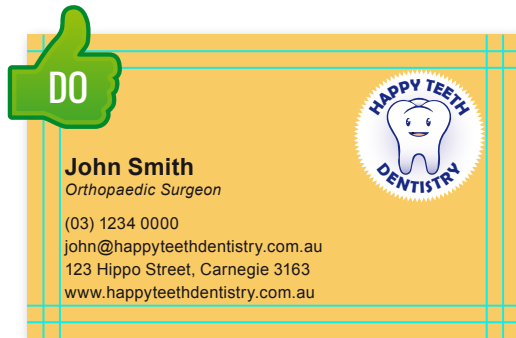 DO
HAPPY TEETH
DENTISTRY
John Smith
Orthopaedic Surgeon
(03) 1234 0000
john@happyteethdentistry.com.au
123 Hippo Street, Carnegie 3163
www.happyteethdentistry.com.au